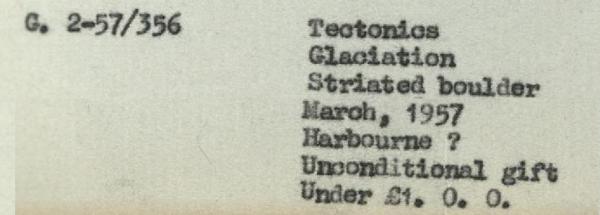 G. 2-57/356 Tectonics
Glaciation
Striated boulder
March, 1957
Harbourne ?
Unconditional gift
Under £1. 0. 0.